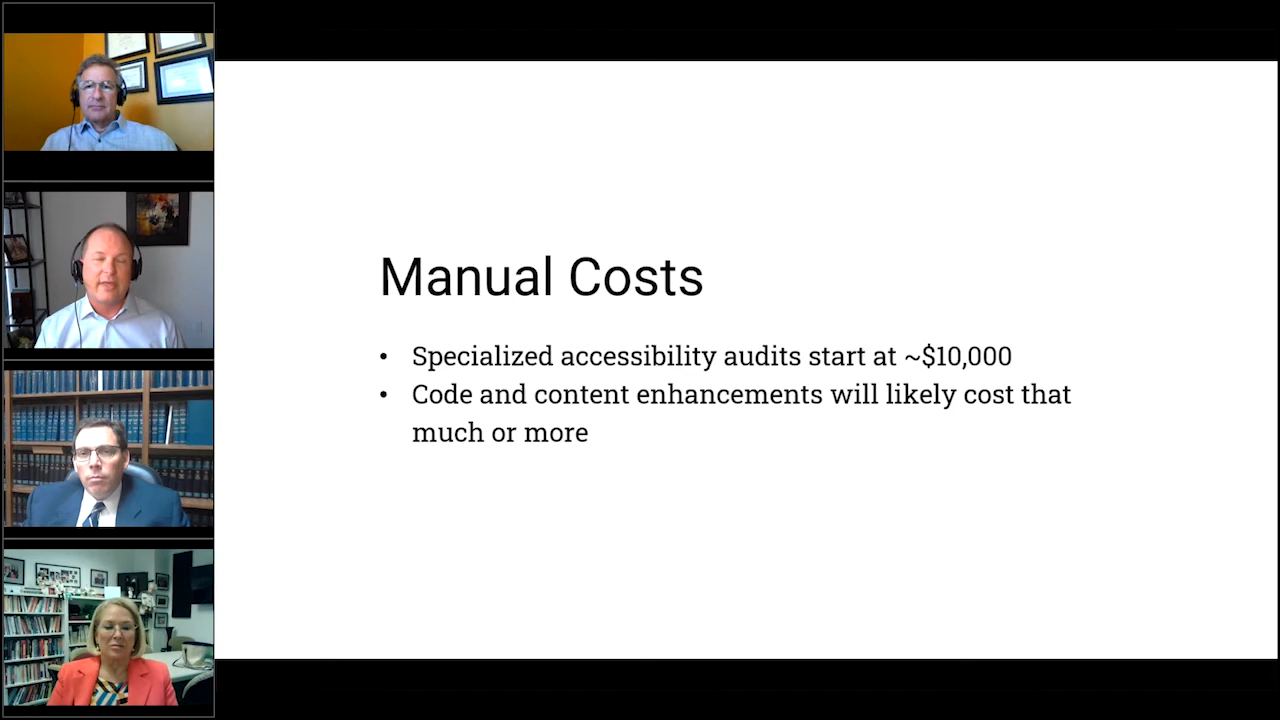 Manual Costs
• Specialized accessibility audits start at ~$10,000
• Code and content enhancements will likely cost that
much or more